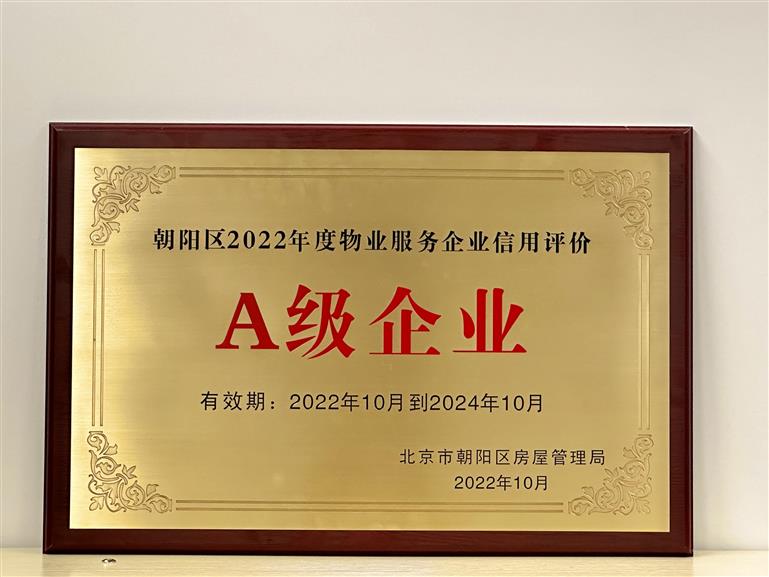 朝阳区2022年度物业服务企业信用评价
A级企业
有效期：2022年10月到2024年10月
北京市朝阳区房屋管理局
2022年10月